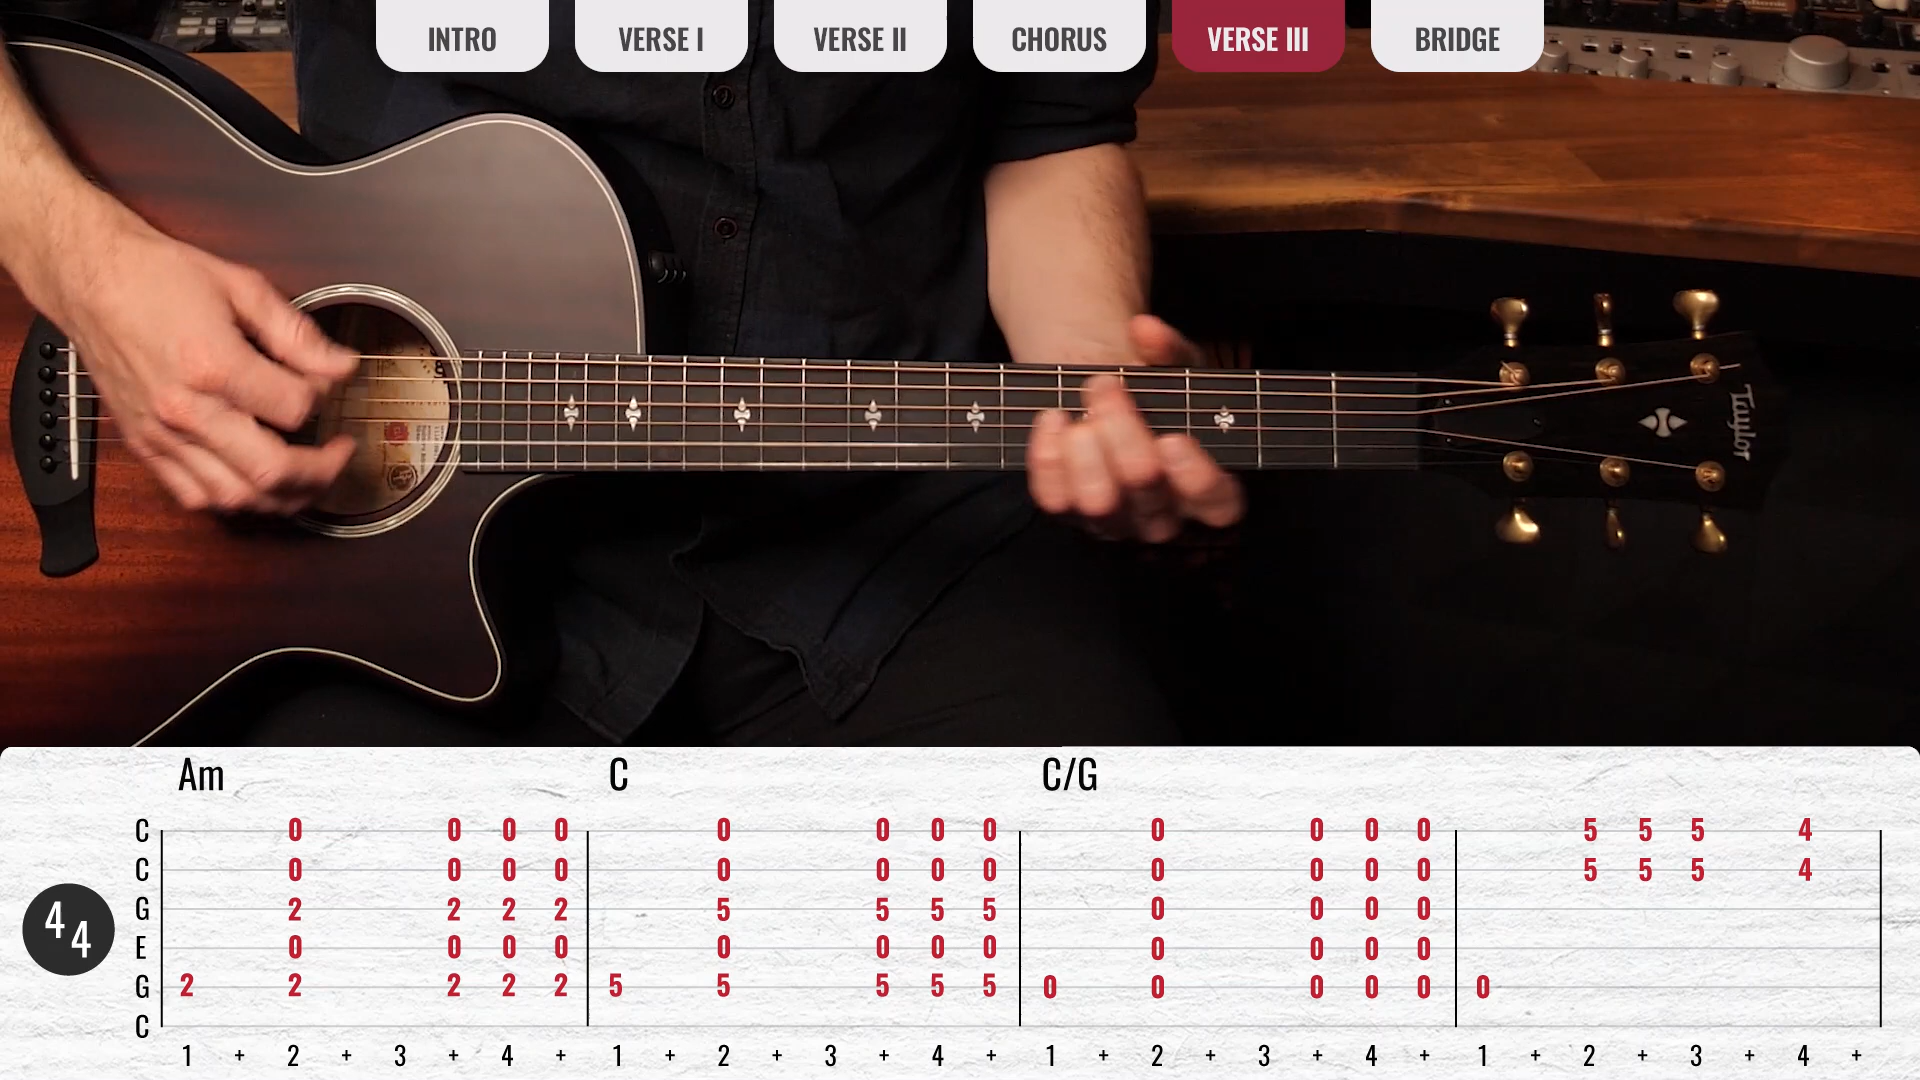 INTRO VERSE I VERSE II CHORUS VERSE III BRIDGE
Taylor
Am C C/G
C 0 0 0 0 0 0 0 0 0 0 0 0 5 5 5 4
C 0 0 0 0 0 0 0 0 0 0 0 0 5 5 5 4
G 2 2 2 2 5 5 5 5 0 0 0 0
4
4
E 0 0 0 0 0 0 0 0 0 0 0 0
G 2 2 2 2 2 5 5 5 5 5 0 0 0 0 0 0
C
1 + 2 + 3 + 4 + 1 + 2 + 3 + 4 + 1 + 2 + 3 + 4 + 1 + 2 + 3 + 4 +